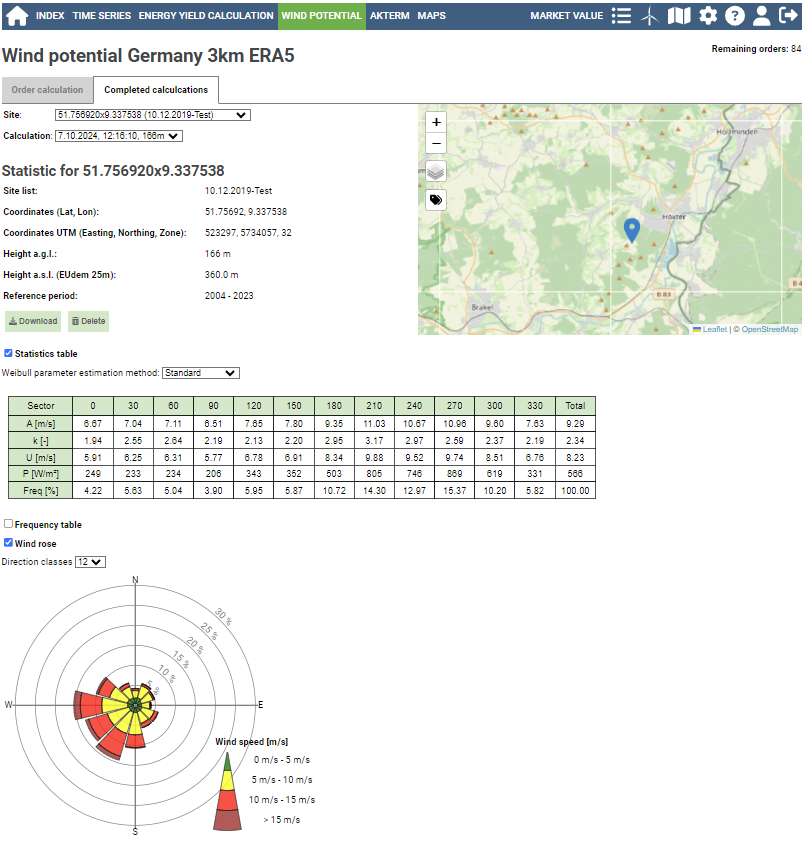 INDEX TIME SERIES ENERGY YIELD CALCULATION WIND POTENTIAL AKTERM MAPS MARKET VALUE ?
Wind potential Germany 3km ERA5
Remaining orders: 84
Order calculation Completed calculcations
Site: 51.756920x9.337538 (10.12.2019-Test)
Calculation: 7.10.2024, 12:16:10, 166m
+
−
Holzminden
Höxter
B 83
Brakel
B 4
Leaflet | © OpenStreetMap
Statistic for 51.756920x9.337538
Site list: 10.12.2019-Test
Coordinates (Lat, Lon): 51.75692, 9.337538
Coordinates UTM (Easting, Northing, Zone): 523297, 5734057, 32
Height a.g.l.: 166 m
Height a.s.l. (EUdem 25m): 360.0 m
Reference period: 2004 - 2023
Download Delete
Statistics table
Weibull parameter estimation method: Standard
Sector 0 30 60 90 120 150 180 210 240 270 300 330 Total
A [m/s] 6.67 7.04 7.11 6.51 7.65 7.80 9.35 11.03 10.67 10.96 9.60 7.63 9.29
k [-] 1.94 2.55 2.64 2.19 2.13 2.20 2.95 3.17 2.97 2.59 2.37 2.19 2.34
U [m/s] 5.91 6.25 6.31 5.77 6.78 6.91 8.34 9.88 9.52 9.74 8.51 6.76 8.23
P [W/m²] 249 233 234 206 343 352 503 805 746 869 619 331 566
Freq [%] 4.22 5.63 5.04 3.90 5.95 5.87 10.72 14.30 12.97 15.37 10.20 5.82 100.00
Frequency table
Wind rose
Direction classes 12
N
30 %
25 %
20 %
15 %
10 %
5 %
W
E
S
Wind speed [m/s]
0 m/s - 5 m/s
5 m/s - 10 m/s
10 m/s - 15 m/s
> 15 m/s